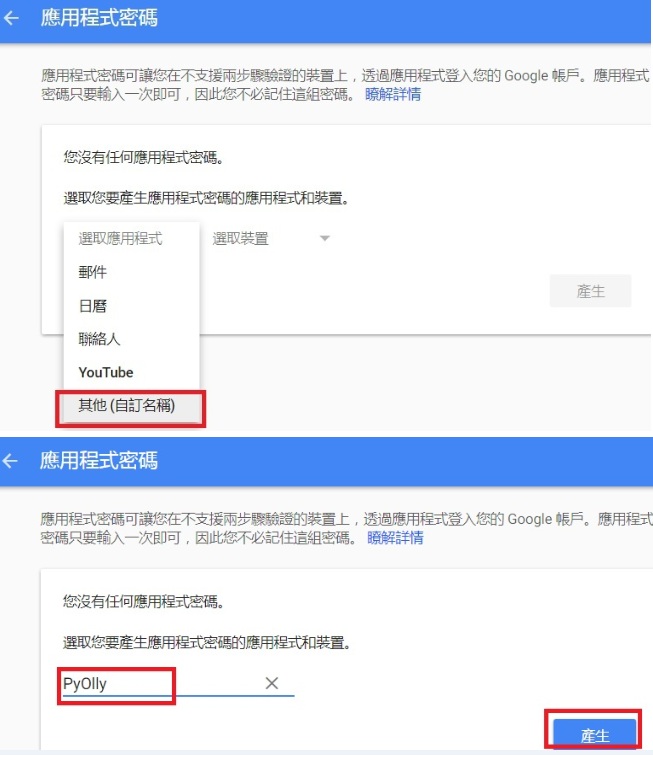 應用程式密碼
應用程式密碼可讓您在不支援兩步驟驗證的裝置上，透過應用程式登入您的 Google 帳戶。應用程式
密碼只要輸入一次即可，因此您不必記住這組密碼。 瞭解詳情
您沒有任何應用程式密碼。
選取您要產生應用程式密碼的應用程式和裝置。
選取應用程式 選取裝置
郵件
日曆
產生
聯絡人
YouTube
其他 (自訂名稱)
應用程式密碼
應用程式密碼可讓您在不支援兩步驟驗證的裝置上，透過應用程式登入您的 Google 帳戶。應用程式
密碼只要輸入一次即可，因此您不必記住這組密碼。 瞭解詳情
您沒有任何應用程式密碼。
選取您要產生應用程式密碼的應用程式和裝置。
PyOlly
產生